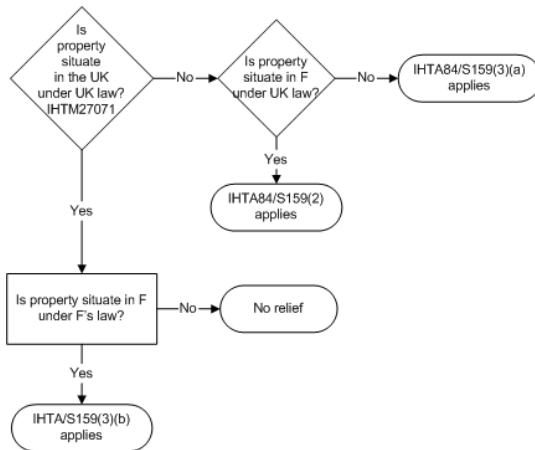 Is
property
situate
in the UK
under UK law?
IHTM27071
No
Is property
situate in F
under UK law?
No
IHTA84/S159(3)(a)
applies
Yes
IHTA84/S159(2)
applies
Yes
Is property situate in F
under F's law?
No
No relief
Yes
IHTA/S159(3)(b)
applies